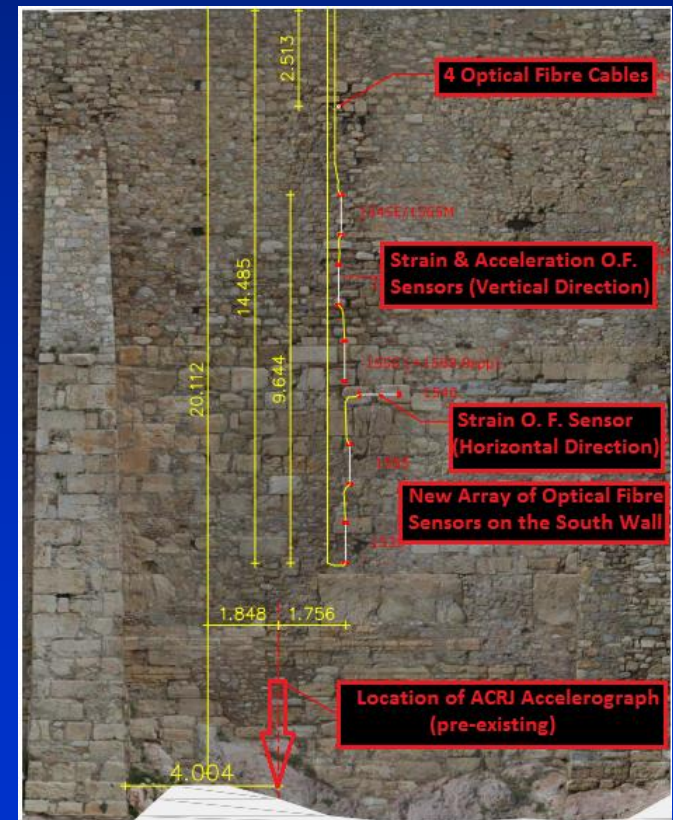 2.513
4 Optical Fibre Cables
Strain & Acceleration O.F.
Sensors (Vertical Direction)
14.485
9.644
20.112
1540
Strain O. F. Sensor
(Horizontal Direction)
New Array of Optical Fibre
Sensors on the South Wall
1.848
1.756
Location of ACRJ Accelerograph
(pre-existing)
4.004